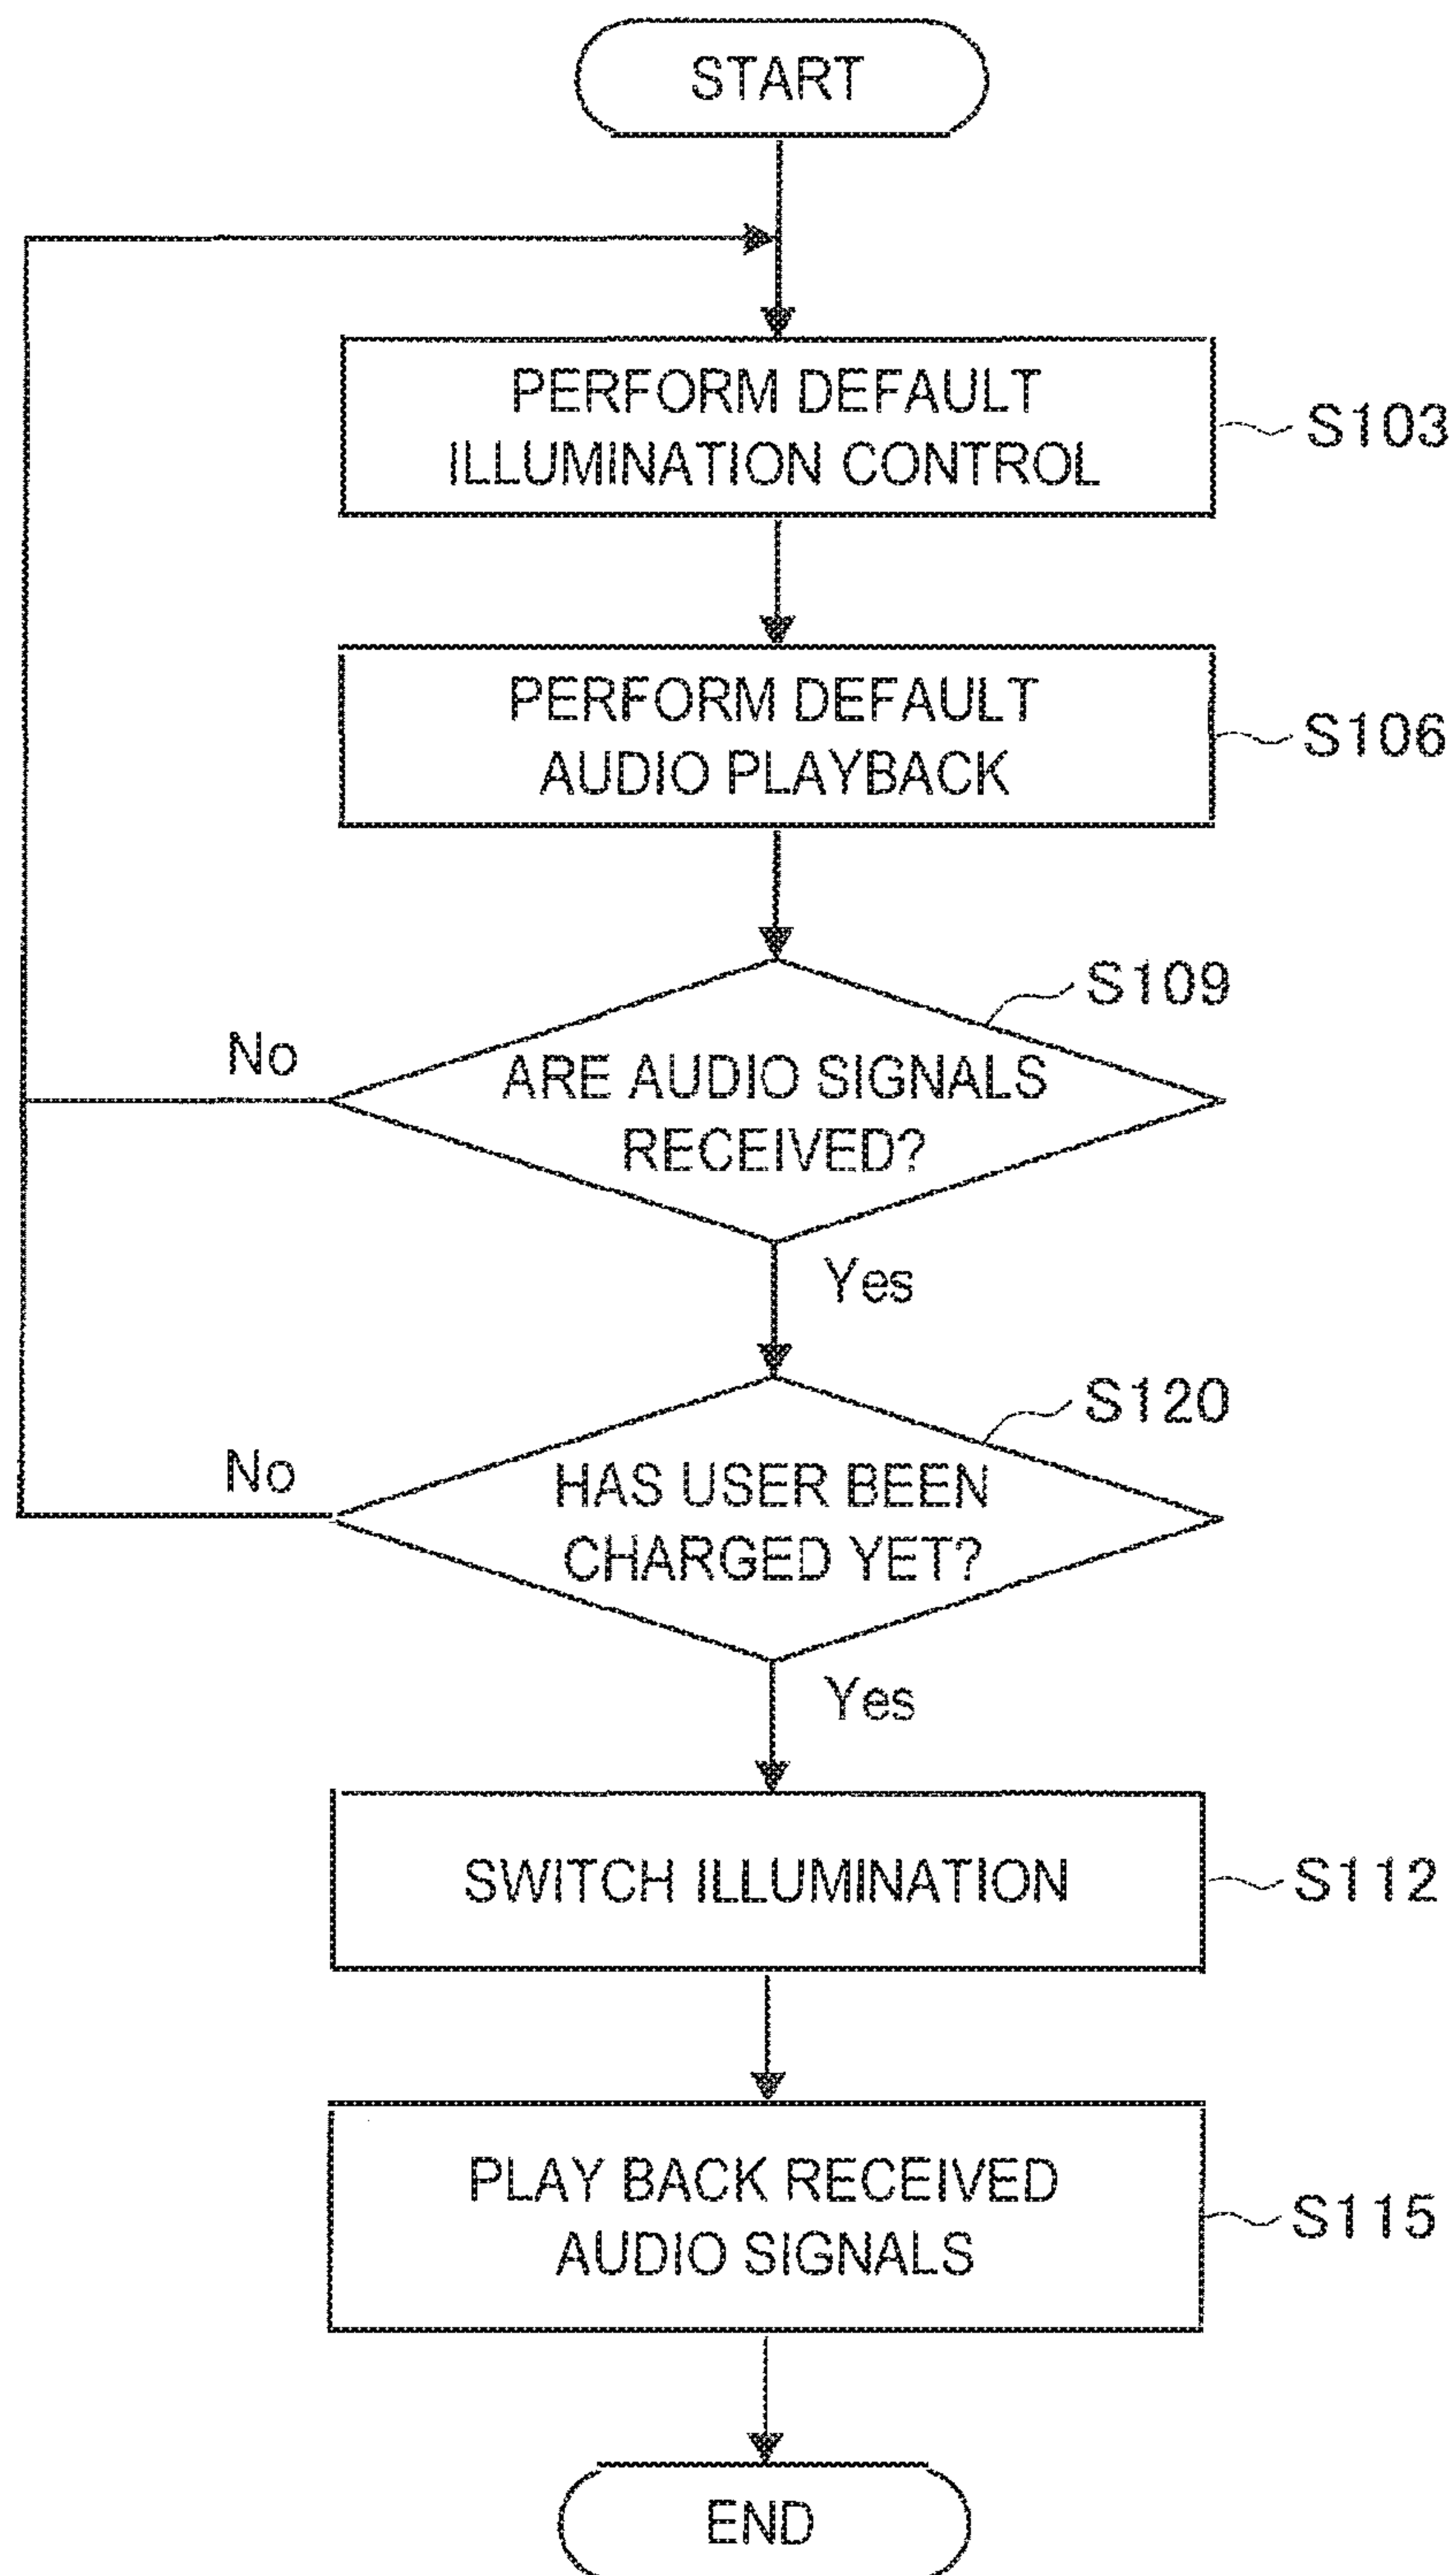 START
PERFORM DEFAULT
ILLUMINATION CONTROL
S103
PERFORM DEFAULT
AUDIO PLAYBACK
S106
S109
No
ARE AUDIO SIGNALS
RECEIVED?
Yes
S120
No
HAS USER BEEN
CHARGED YET?
Yes
SWITCH ILLUMINATION
S112
PLAY BACK RECEIVED
AUDIO SIGNALS
S115
END